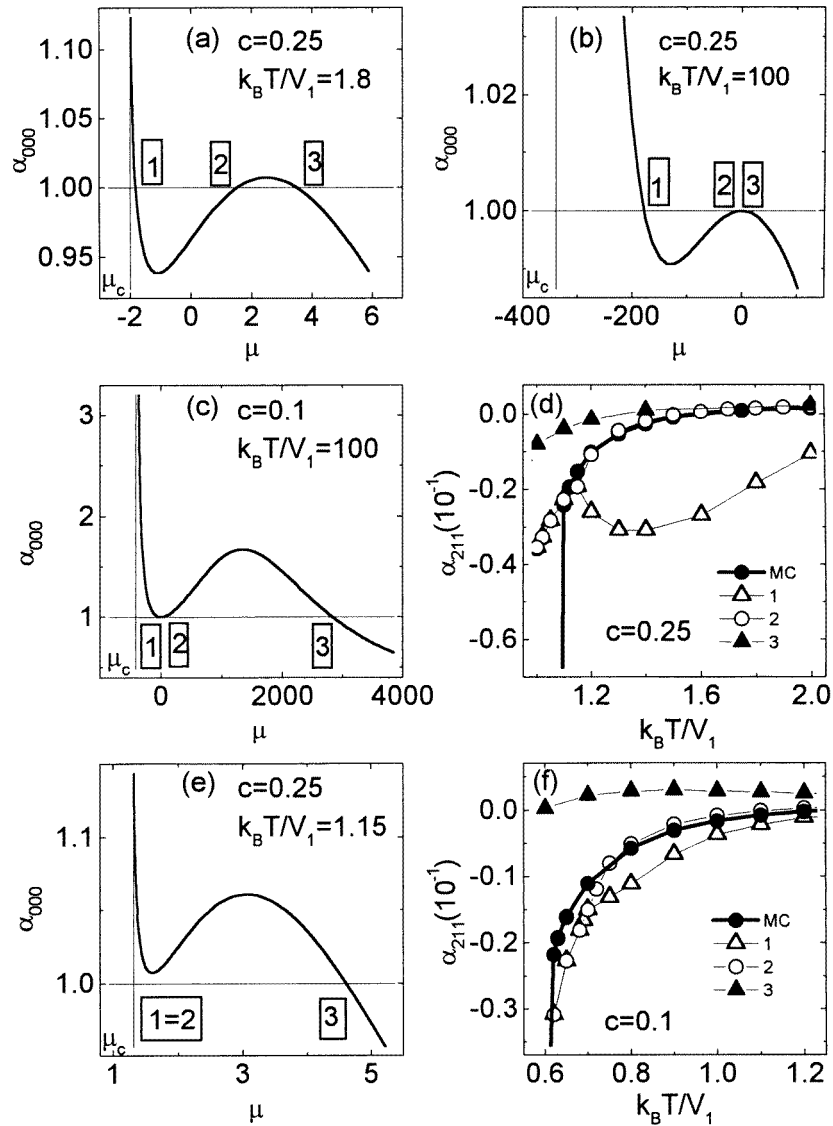 (a)
c=0.25
k_BT/V_1=1.8
α_000
1.10
1.05
1.00
0.95
1
2
3
μ_c
-2 0 2 4 6
μ
(b)
c=0.25
k_BT/V_1=100
1.02
1.00
1
2
3
μ_c
-400 -200 0
μ
(c)
c=0.1
k_BT/V_1=100
α_000
3
2
1
1
2
3
μ_c
0 2000 4000
μ
(d)
α_211(10^-1)
0.0
-0.2
-0.4
-0.6
MC
1
2
3
c=0.25
1.2 1.6 2.0
k_BT/V_1
(e)
c=0.25
k_BT/V_1=1.15
α_000
1.1
1.0
1=2
3
μ_c
1 3 5
μ
(f)
α_211(10^-1)
0.0
-0.1
-0.2
-0.3
MC
1
2
3
c=0.1
0.6 0.8 1.0 1.2
k_BT/V_1